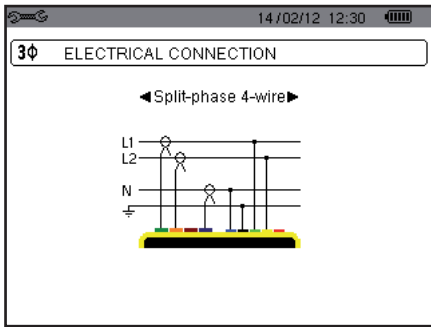 14/02/12 12:30
3Φ ELECTRICAL CONNECTION
◄Split-phase 4-wire►
L1
L2
N